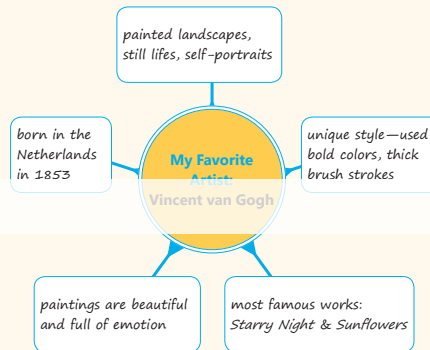 painted landscapes,
still lifes, self-portraits
born in the
Netherlands
in 1853
My Favorite
Artist:
Vincent van Gogh
unique style—used
bold colors, thick
brush strokes
paintings are beautiful
and full of emotion
most famous works:
Starry Night & Sunflowers